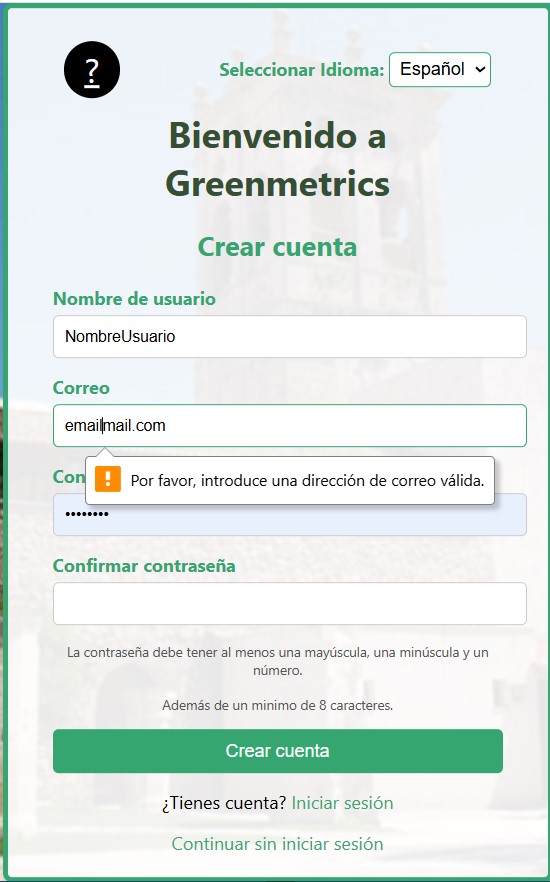 ?
Seleccionar Idioma: Español
Bienvenido a
Greenmetrics
Crear cuenta
Nombre de usuario
NombreUsuario
Correo
emailmail.com
Por favor, introduce una dirección de correo válida.
Con
••••••••
Confirmar contraseña
La contraseña debe tener al menos una mayúscula, una minúscula y un
número.
Además de un minimo de 8 caracteres.
Crear cuenta
¿Tienes cuenta? Iniciar sesión
Continuar sin iniciar sesión